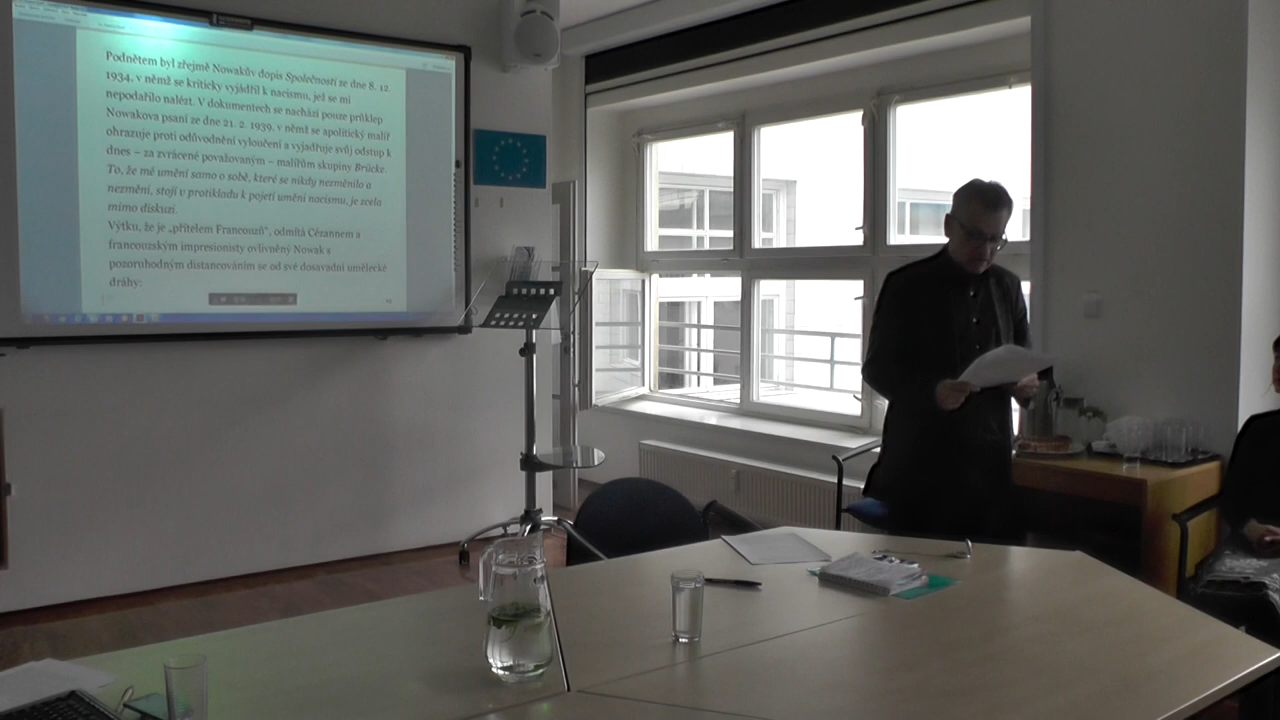 Podnětem byl zřejmě Nowakův dopis Společnosti ze dne 8. 12.
1934, v němž se kriticky vyjádřil k nacismu, jež se mi
nepodařilo nalézt. V dokumentech se nachází pouze průklep
Nowakova psaní ze dne 21. 2. 1939, v němž se apolitický malíř
ohrazuje proti odůvodnění vyloučení a vyjadřuje svůj odstup k
dnes – za zvrácené považovaným – malířům skupiny Brücke.
To, že mé umění samo o sobě, které se nikdy nezměnilo a
nezmění, stojí v protikladu k pojetí umění nacismu, je zcela
mimo diskuzi.
Výtku, že je „přítelem Francouzů“, odmítá Cézannem a
francouzským impresionisty ovlivněný Nowak s
pozoruhodným distancováním se od své dosavadní umělecké
dráhy: